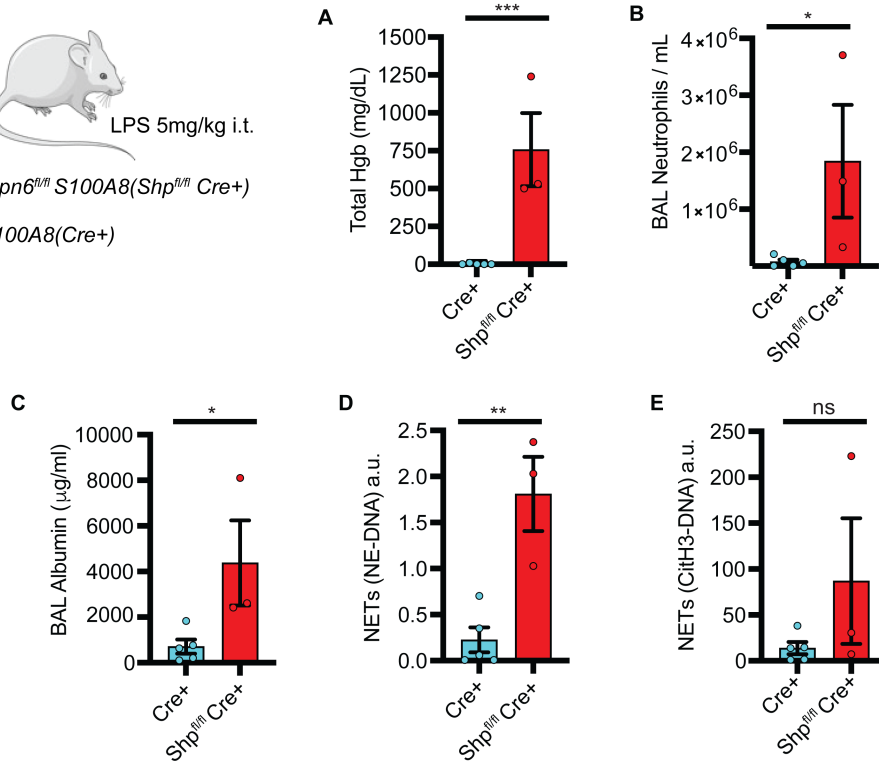 LPS 5mg/kg i.t.
pn6fl/fl S100A8(Shpfl/fl Cre+)
100A8(Cre+)
A
***
Total Hgb (mg/dL)
1500
1250
1000
750
500
250
0
Cre+
Shpfl/fl Cre+
B
*
BAL Neutrophils / mL
4×10⁶
3×10⁶
2×10⁶
1×10⁶
Cre+
Shpfl/fl Cre+
C
*
BAL Albumin (µg/ml)
10000
8000
6000
4000
2000
0
Cre+
Shpfl/fl Cre+
D
**
NETs (NE-DNA) a.u.
2.5
2.0
1.5
1.0
0.5
0.0
Cre+
Shpfl/fl Cre+
E
ns
NETs (CitH3-DNA) a.u.
250
200
150
100
50
0
Cre+
Shpfl/fl Cre+